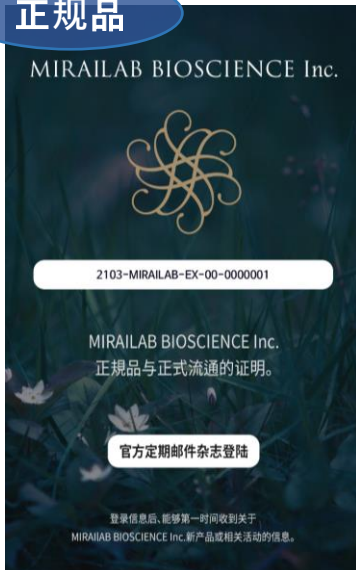 正规品
MIRAILAB BIOSCIENCE Inc.
2103-MIRAILAB-EX-00-0000001
MIRAILAB BIOSCIENCE Inc.
正規品与正式流通的证明。
官方定期邮件杂志登陆
登录信息后、能够第一时间收到关于
MIRAIIAB BIOSCIENCE Inc.新产品或相关活动的信息。